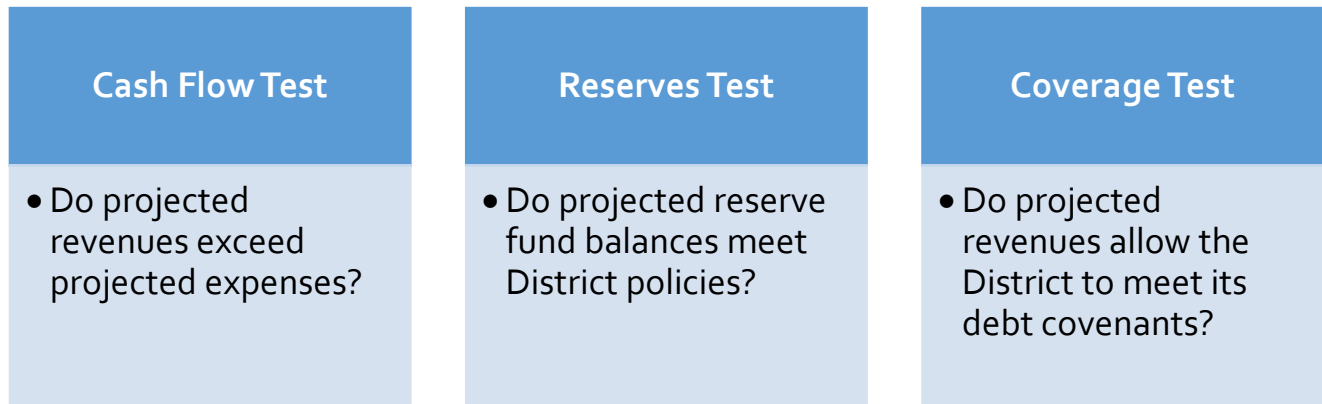 Cash Flow Test
• Do projected
revenues exceed
projected expenses?
Reserves Test
• Do projected reserve
fund balances meet
District policies?
Coverage Test
• Do projected
revenues allow the
District to meet its
debt covenants?